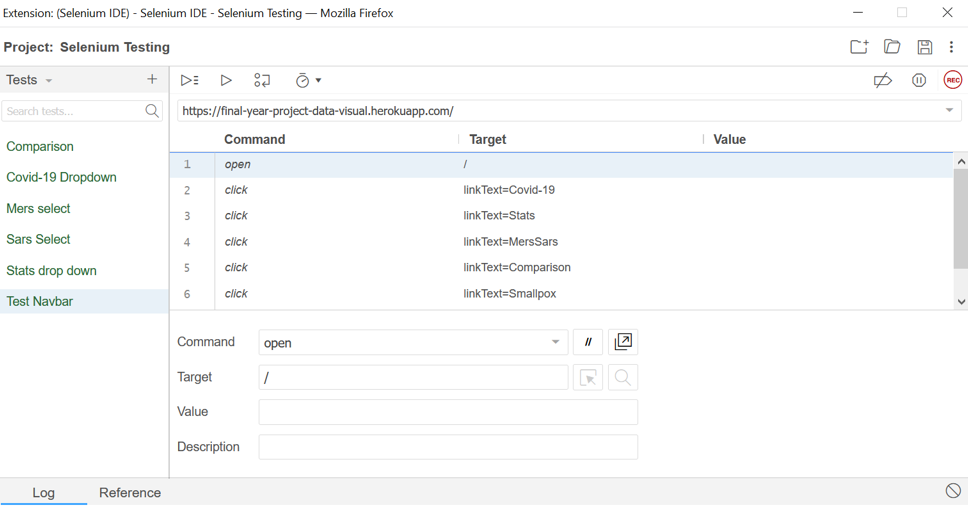 Extension: (Selenium IDE) - Selenium IDE - Selenium Testing — Mozilla Firefox
Project: Selenium Testing
Tests
REC
Search tests...
https://final-year-project-data-visual.herokuapp.com/
Command Target Value
Comparison
Covid-19 Dropdown
Mers select
Sars Select
Stats drop down
Test Navbar
1 open /
2 click linkText=Covid-19
3 click linkText=Stats
4 click linkText=MersSars
5 click linkText=Comparison
6 click linkText=Smallpox
Command open //
Target /
Value
Description
Log Reference